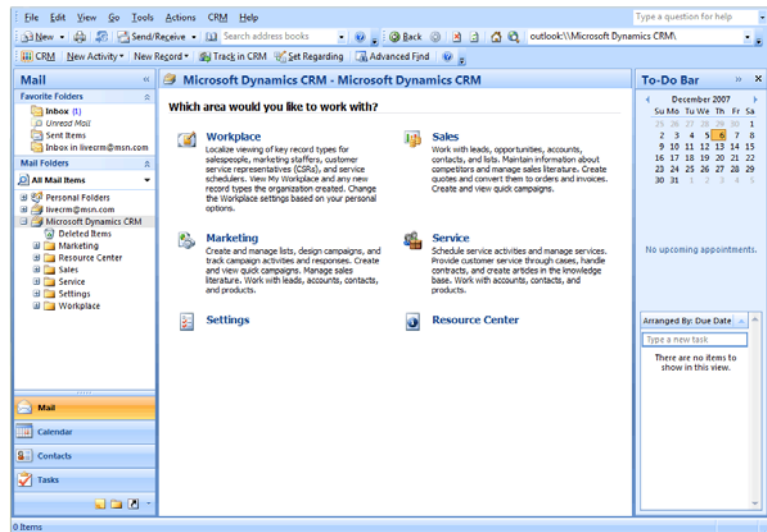 File Edit View Go Tools Actions CRM Help
Type a question for help
New Send/Receive Search address books Back outlook:\\Microsoft Dynamics CRM\
CRM New Activity New Record Track in CRM Set Regarding Advanced Find
Mail «
Favorite Folders
Inbox (1)
Unread Mail
Sent Items
Inbox in livecrm@msn.com
Mail Folders
All Mail Items
Personal Folders
livecrm@msn.com
Microsoft Dynamics CRM
Deleted Items
Marketing
Resource Center
Sales
Service
Settings
Workplace
Mail
Calendar
Contacts
Tasks
0 Items
Microsoft Dynamics CRM - Microsoft Dynamics CRM
Which area would you like to work with?
Workplace
Localize viewing of key record types for
salespeople, marketing staffers, customer
service representatives (CSRs), and service
schedulers. View My Workplace and any new
record types the organization created. Change
the Workplace settings based on your personal
options.
Sales
Work with leads, opportunities, accounts,
contacts, and lists. Maintain information about
competitors and manage sales literature. Create
quotes and convert them to orders and invoices.
Create and view quick campaigns.
Marketing
Create and manage lists, design campaigns, and
track campaign activities and responses. Create
and view quick campaigns. Manage sales
literature. Work with leads, accounts, contacts,
and products.
Service
Schedule service activities and manage services.
Provide customer service through cases, handle
contracts, and create articles in the knowledge
base. Work with accounts, contacts, and
products.
Settings
Resource Center
To-Do Bar » X
December 2007
Su Mo Tu We Th Fr Sa
25 26 27 28 29 30 1
2 3 4 5 6 7 8
9 10 11 12 13 14 15
16 17 18 19 20 21 22
23 24 25 26 27 28 29
30 31 1 2 3 4 5
No upcoming appointments.
Arranged By: Due Date
Type a new task
There are no items to
show in this view.